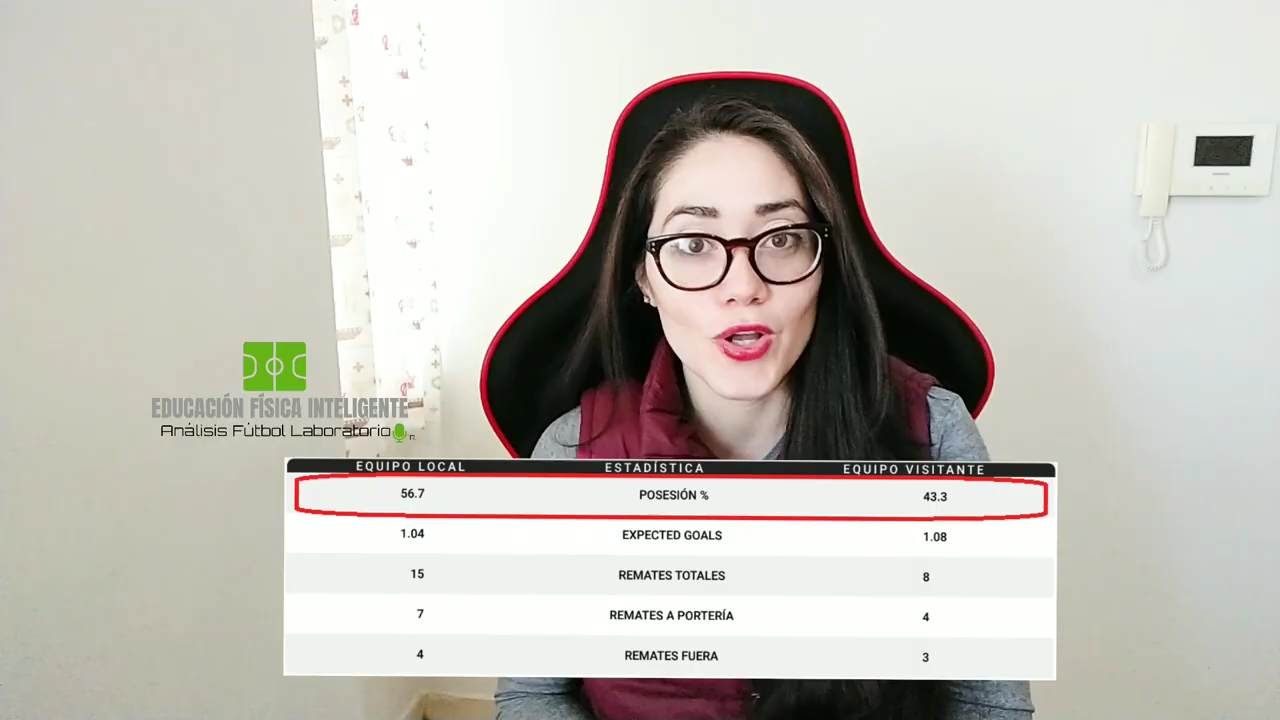 EDUCACIÓN FÍSICA INTELIGENTE
Análisis Fútbol Laboratorio
EQUIPO LOCAL ESTADÍSTICA EQUIPO VISITANTE
56.7 POSESIÓN % 43.3
1.04 EXPECTED GOALS 1.08
15 REMATES TOTALES 8
7 REMATES A PORTERÍA 4
4 REMATES FUERA 3